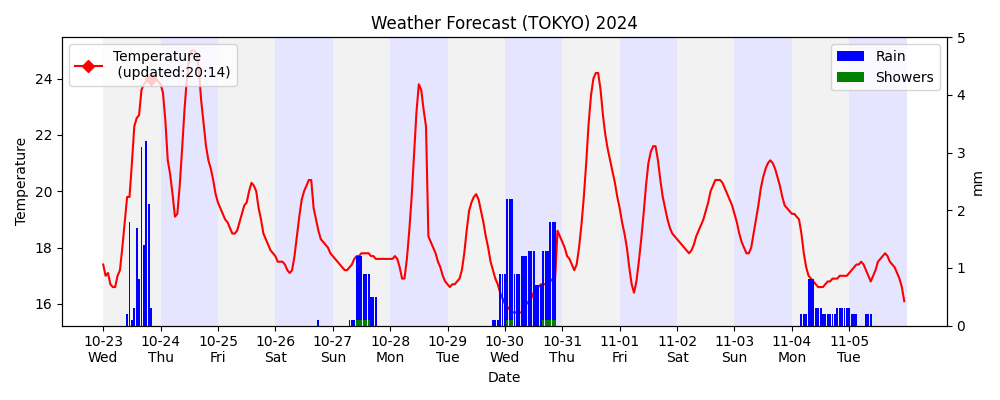 Weather Forecast (TOKYO) 2024
Temperature
(updated:20:14)
Rain
Showers
Temperature
24
22
20
18
16
5
4
3
2
1
0
mm
10-23 10-24 10-25 10-26 10-27 10-28 10-29 10-30 10-31 11-01 11-02 11-03 11-04 11-05
Wed Thu Fri Sat Sun Mon Tue Wed Thu Fri Sat Sun Mon Tue
Date